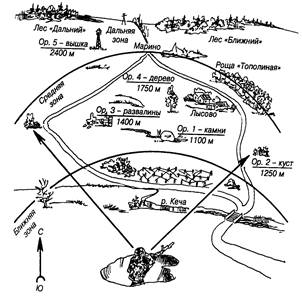 Лес «Дальний»
Дальняя
зона
Лес «Ближний»
Ор. 5 – вышка
2400 м
Марино
Роща «Тополиная»
Средняя
зона
Ор. 4 – дерево
1750 м
Лысово
Ор. 3 – развалины
1400 м
Ор. 1 – камни
1100 м
Ор. 2 – куст
1250 м
р. Кеча
Ближняя
зона
С
Ю